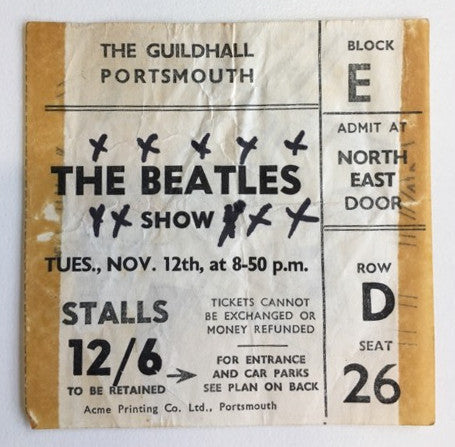 THE GUILDHALL
PORTSMOUTH
x x x x x
THE BEATLES
x x SHOW x x x
TUES., NOV. 12th, at 8-50 p.m.
STALLS
12/6
TO BE RETAINED
TICKETS CANNOT
BE EXCHANGED OR
MONEY REFUNDED
FOR ENTRANCE
AND CAR PARKS
SEE PLAN ON BACK
Acme Printing Co. Ltd., Portsmouth
BLOCK
E
ADMIT AT
NORTH
EAST
DOOR
ROW
D
SEAT
26